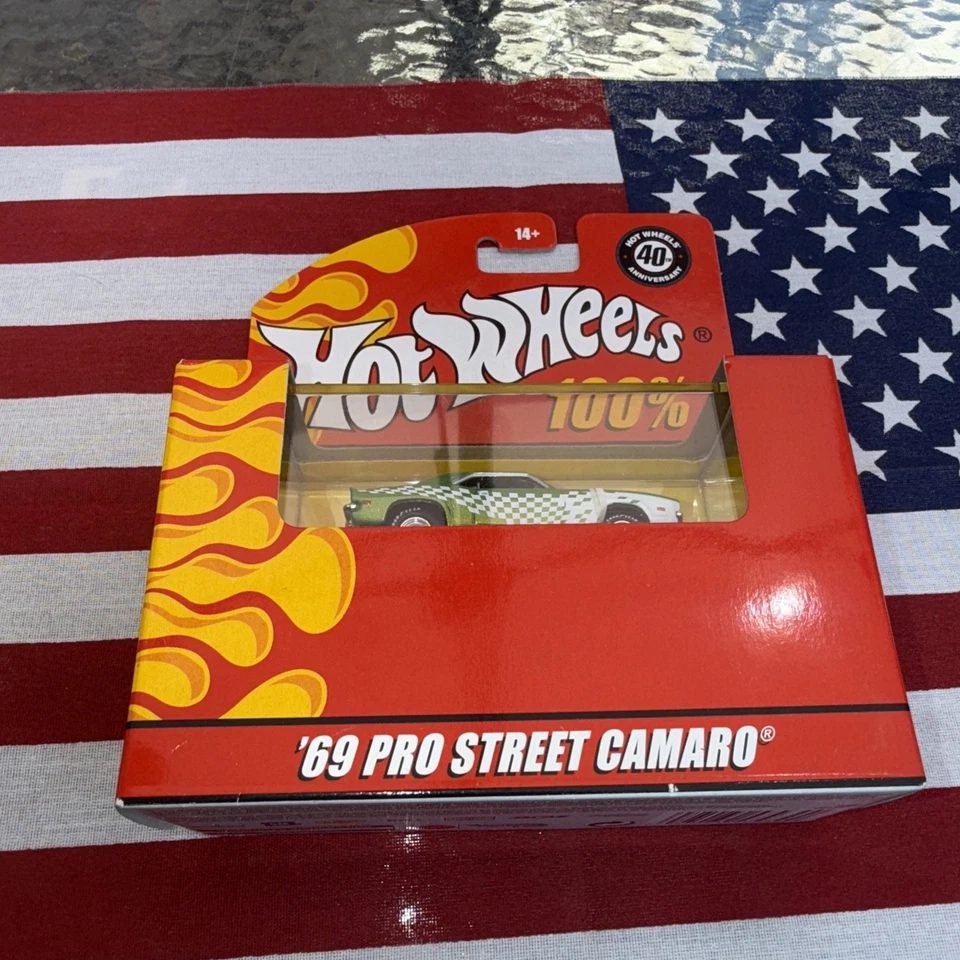 14+
HOT WHEELS
40TH
ANNIVERSARY
Hot Wheels®
100%
'69 PRO STREET CAMARO®